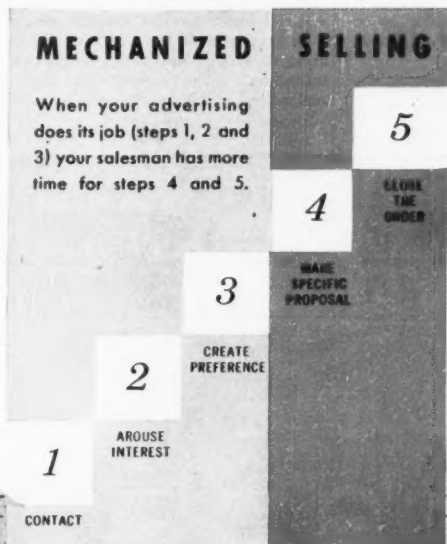 MECHANIZED SELLING
When your advertising
does its job (steps 1, 2 and
3) your salesman has more
time for steps 4 and 5.
1
CONTACT
2
AROUSE
INTEREST
3
CREATE
PREFERENCE
4
MAKE
SPECIFIC
PROPOSAL
5
CLOSE
THE
ORDER